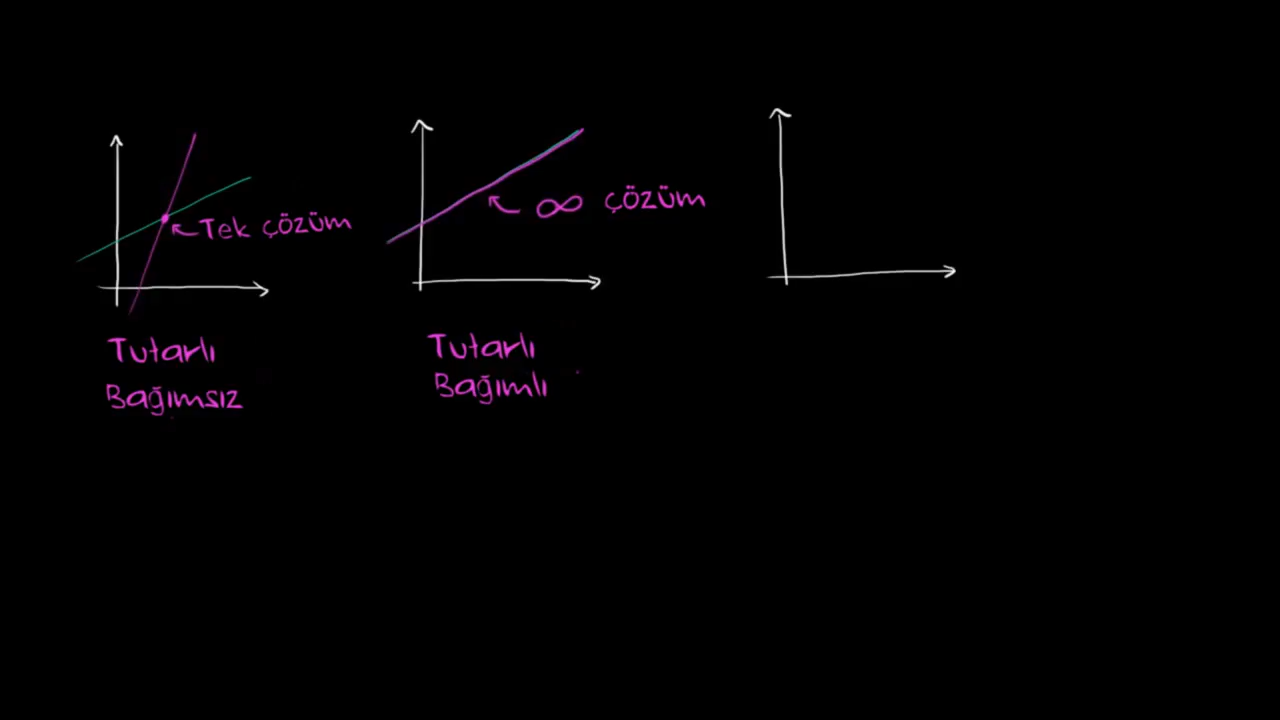 Tek çözüm
∞ çözüm
Tutarlı
Bağımsız
Tutarlı
Bağımlı